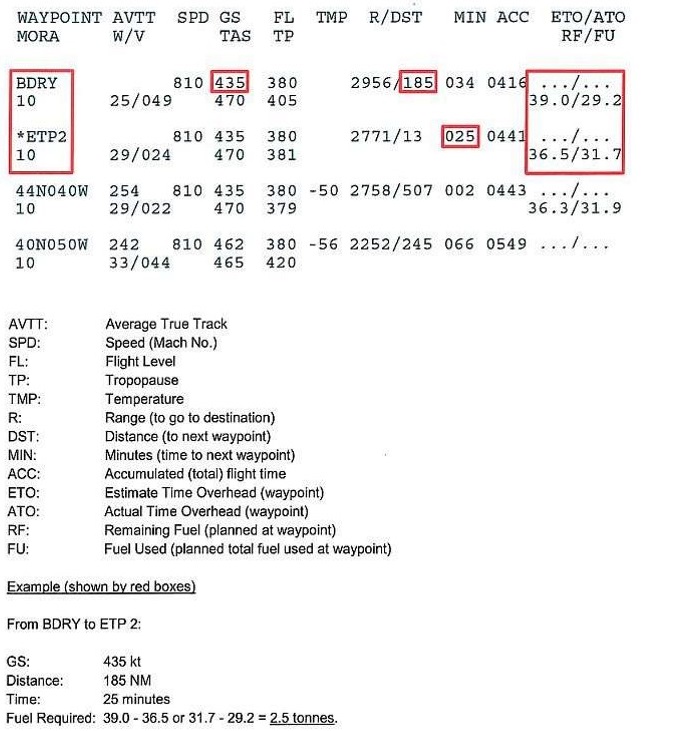 WAYPOINT AVTT SPD GS FL TMP R/DST MIN ACC ETO/ATO
MORA W/V TAS TP RF/FU
BDRY 810 435 380 2956/185 034 0416 .../...
10 25/049 470 405 39.0/29.2
*ETP2 810 435 380 2771/13 025 0441 .../...
10 29/024 470 381 36.5/31.7
44N040W 254 810 435 380 -50 2758/507 002 0443 .../...
10 29/022 470 379 36.3/31.9
40N050W 242 810 462 380 -56 2252/245 066 0549 .../...
10 33/044 465 420
AVTT: Average True Track
SPD: Speed (Mach No.)
FL: Flight Level
TP: Tropopause
TMP: Temperature
R: Range (to go to destination)
DST: Distance (to next waypoint)
MIN: Minutes (time to next waypoint)
ACC: Accumulated (total) flight time
ETO: Estimate Time Overhead (waypoint)
ATO: Actual Time Overhead (waypoint)
RF: Remaining Fuel (planned at waypoint)
FU: Fuel Used (planned total fuel used at waypoint)
Example (shown by red boxes)
From BDRY to ETP 2:
GS: 435 kt
Distance: 185 NM
Time: 25 minutes
Fuel Required: 39.0 - 36.5 or 31.7 - 29.2 = 2.5 tonnes.